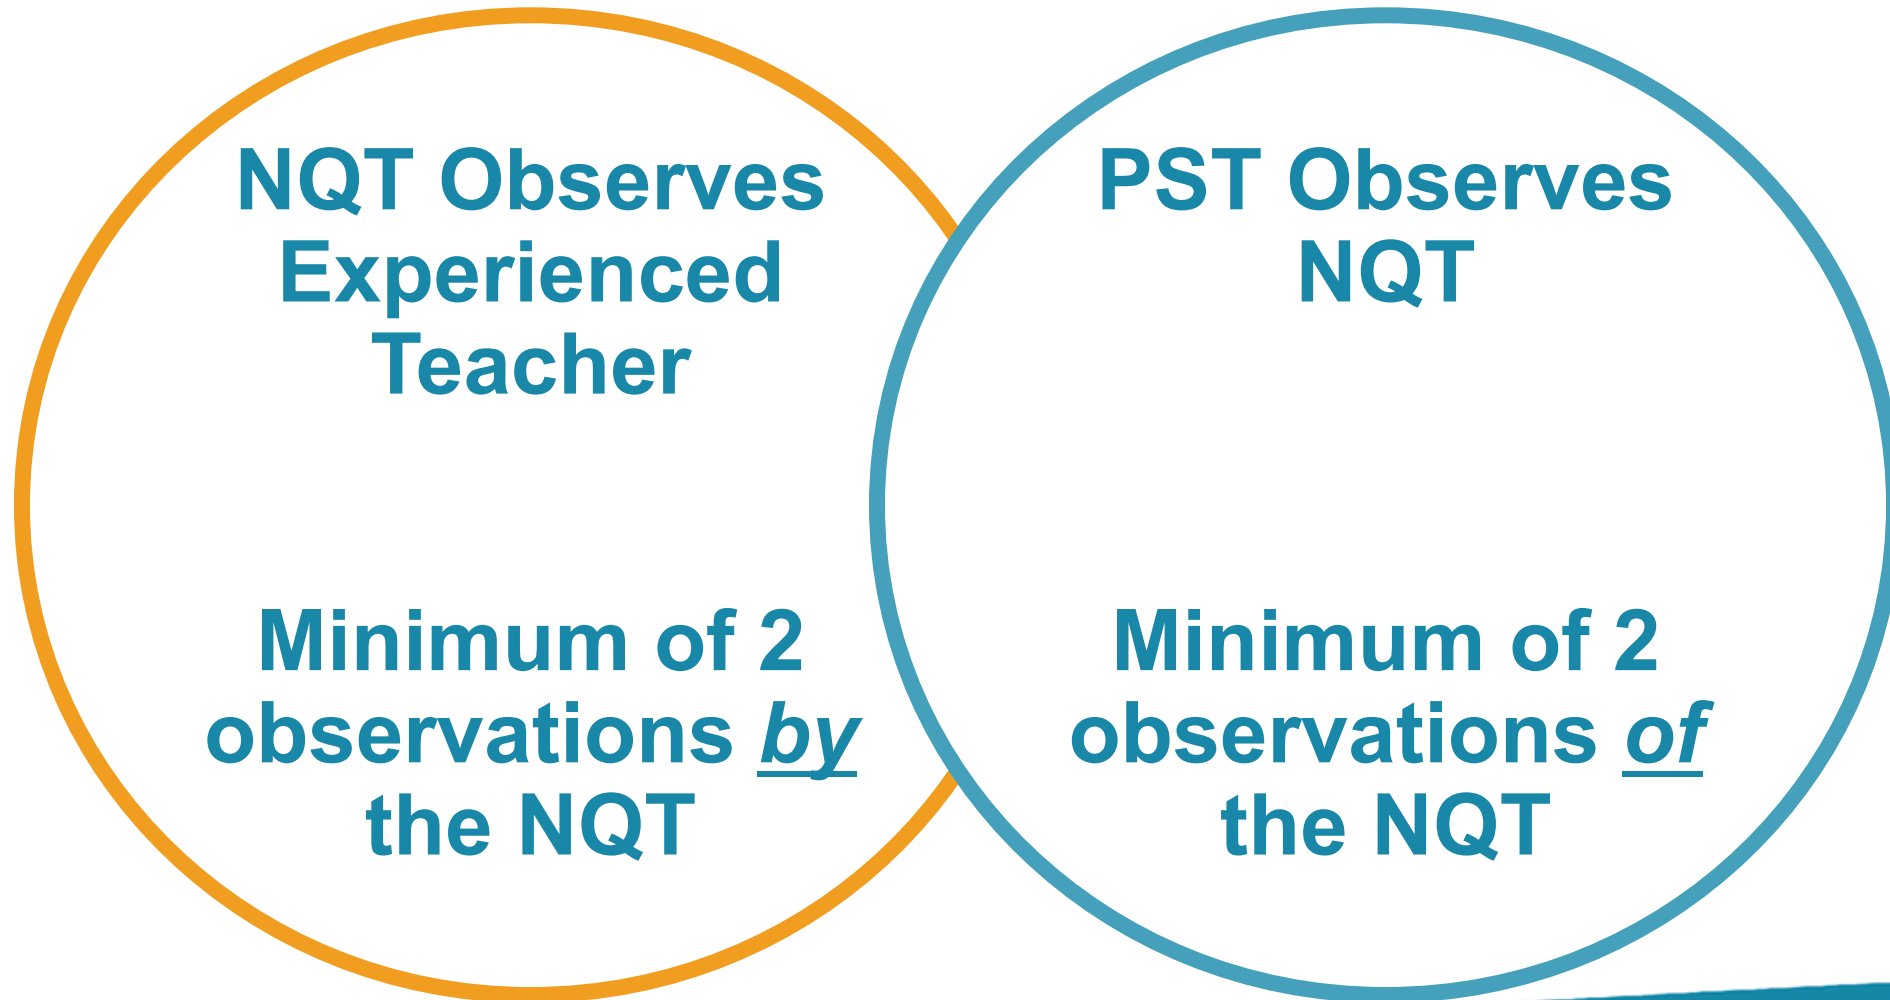 NQT Observes
Experienced
Teacher
Minimum of 2
observations by
the NQT
PST Observes
NQT
Minimum of 2
observations of
the NQT